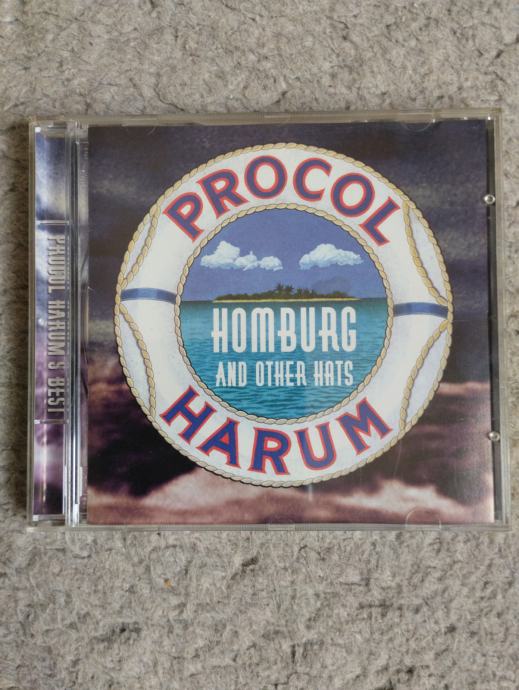 PROCOL
HOMBURG
AND OTHER HATS
HARUM
PROCOL HARUM'S BEST